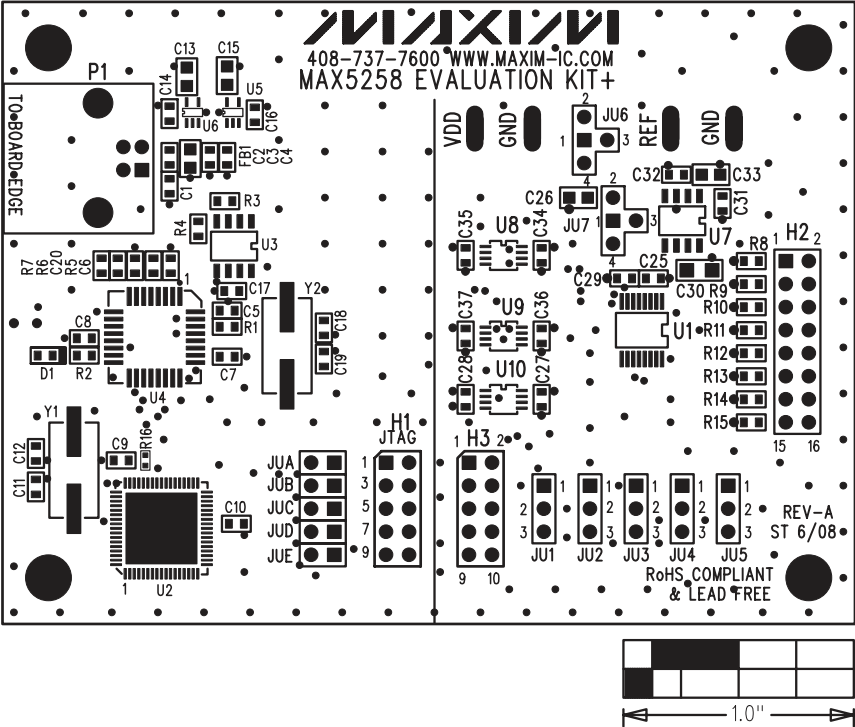 MAXIM
408-737-7600 WWW.MAXIM-IC.COM
MAX5258 EVALUATION KIT+
P1
C13
C15
C14
U5
U6
C16
TO BOARD EDGE
FB1
C2
C3
C4
C1
R3
R4
U3
R7
R6
C20
R5
C6
1
C17
Y2
C5
R1
C18
C19
C8
R2
D1
C7
U4
Y1
C9
R16
C12
C11
C10
1
U2
JUA
JUB
JUC
JUD
JUE
H1
JTAG
1
3
5
7
9
VDD
GND
2
JU6
1
3
4
REF
GND
C32
C33
C31
C26
JU7
2
1
3
4
U7
C35
U8
C34
C29
C25
C30
C37
U9
C36
U1
C28
U10
C27
H2
1 2
R8
R9
R10
R11
R12
R13
R14
R15
15 16
1 H3 2
9 10
1
2
3
JU1
1
2
3
JU2
1
2
3
JU3
1
2
3
JU4
1
2
3
JU5
REV-A
ST 6/08
RoHS COMPLIANT
& LEAD FREE
1.0"